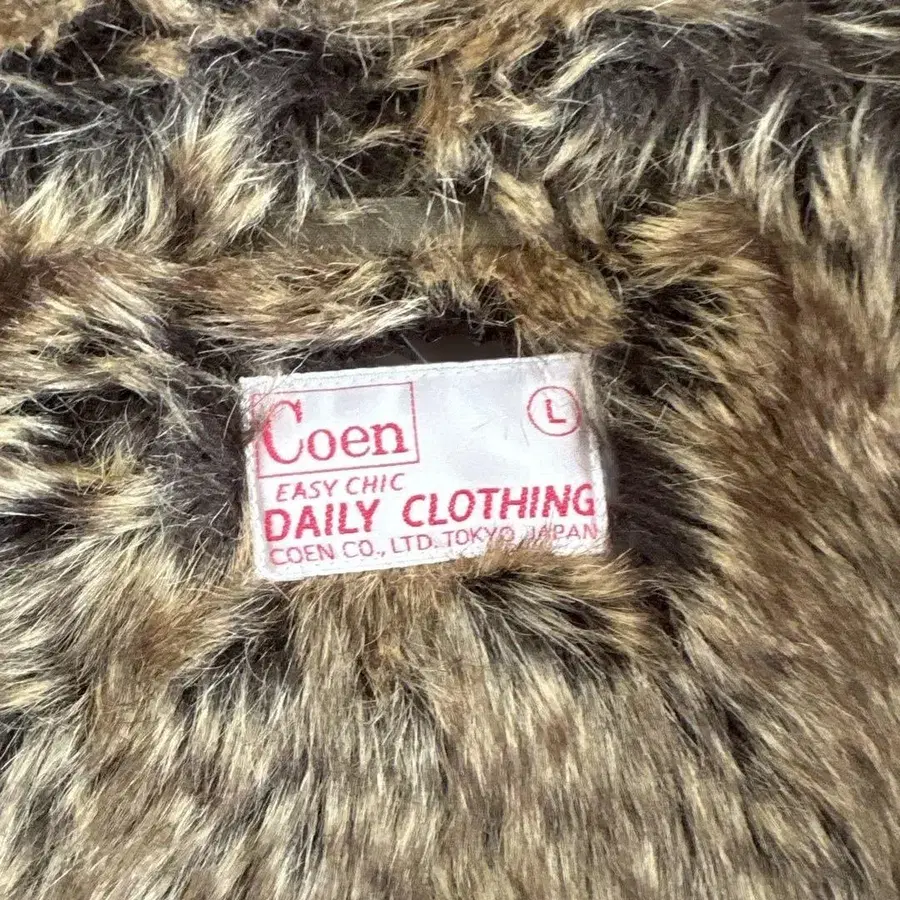 Coen
L
EASY CHIC
DAILY CLOTHING
COEN CO., LTD. TOKYO, JAPAN